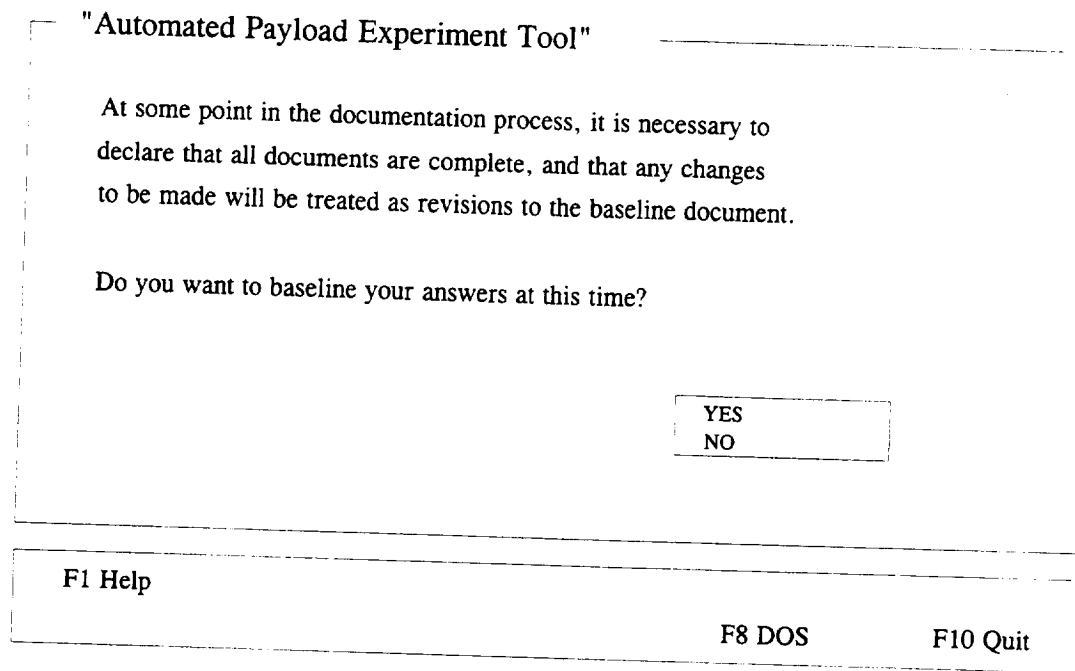 "Automated Payload Experiment Tool"
At some point in the documentation process, it is necessary to
declare that all documents are complete, and that any changes
to be made will be treated as revisions to the baseline document.
Do you want to baseline your answers at this time?
YES
NO
F1 Help
F8 DOS
F10 Quit